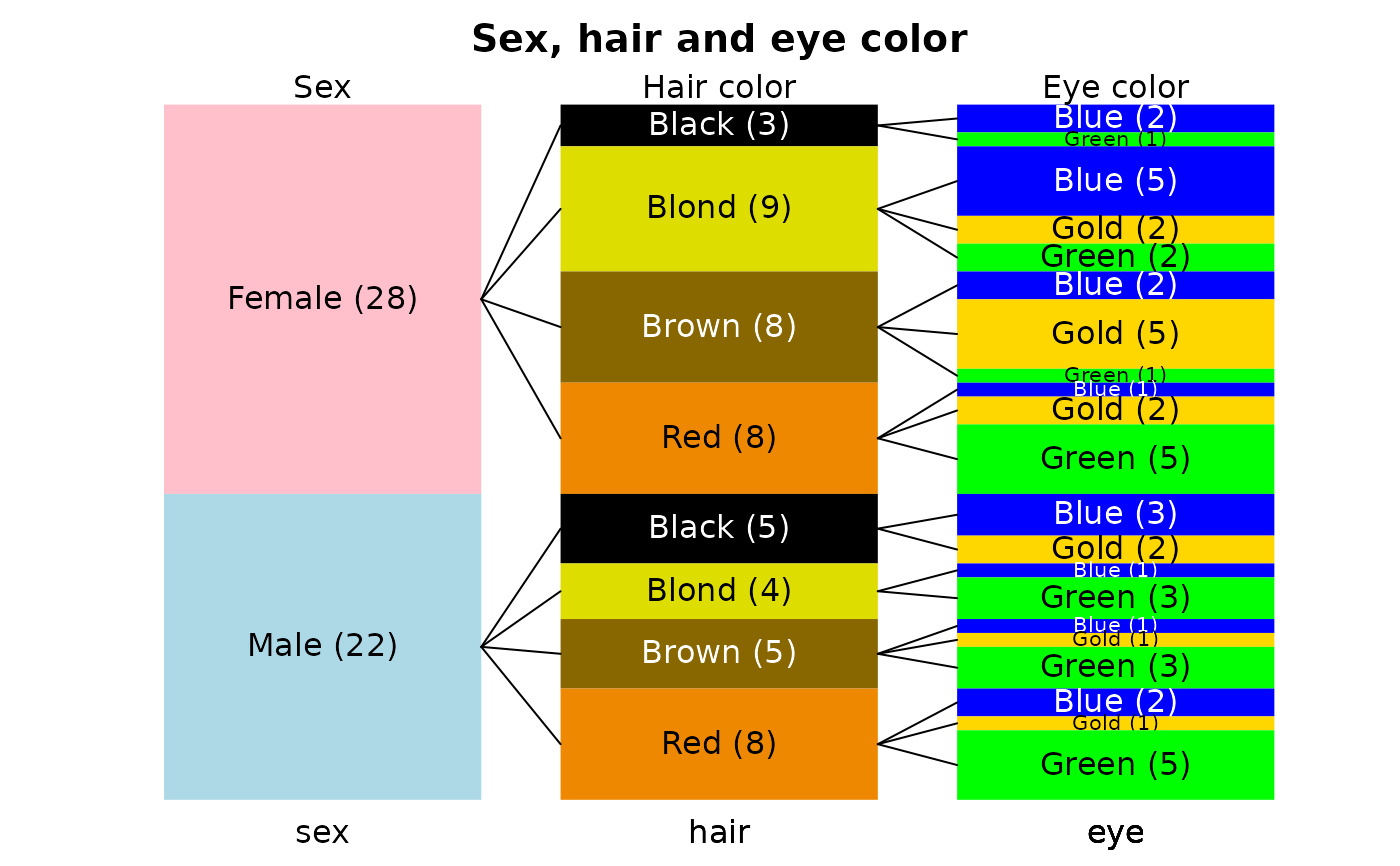 Sex, hair and eye color
Sex
Hair color
Eye color
Female (28)
Male (22)
Black (3)
Blond (9)
Brown (8)
Red (8)
Black (5)
Blond (4)
Brown (5)
Red (8)
Blue (2)
Green (1)
Blue (5)
Gold (2)
Green (2)
Blue (2)
Gold (5)
Green (1)
Blue (1)
Gold (2)
Green (5)
Blue (3)
Gold (2)
Blue (1)
Green (3)
Blue (1)
Gold (1)
Green (3)
Blue (2)
Gold (1)
Green (5)
sex
hair
eye